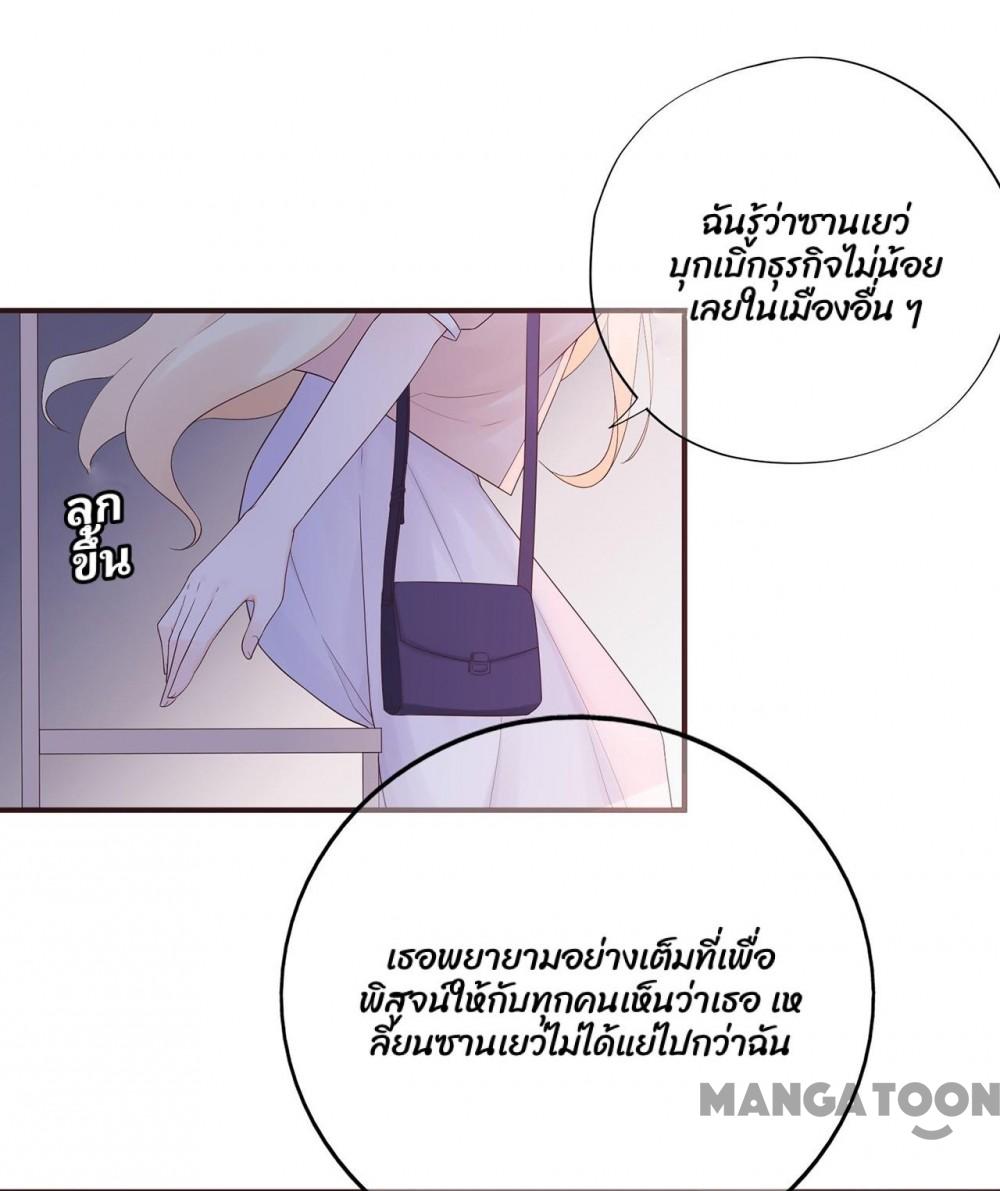 ฉันรู้ว่าซานเยว่
บุกเบิกธุรกิจไม่น้อย
เลยในเมืองอื่น ๆ
ลุก
ขึ้น
เธอพยายามอย่างเต็มที่เพื่อ
พิสูจน์ให้กับทุกคนเห็นว่าเธอ เห
ลียนซานเยว่ไม่ได้แย่ไปกว่าฉัน
MANGATOON